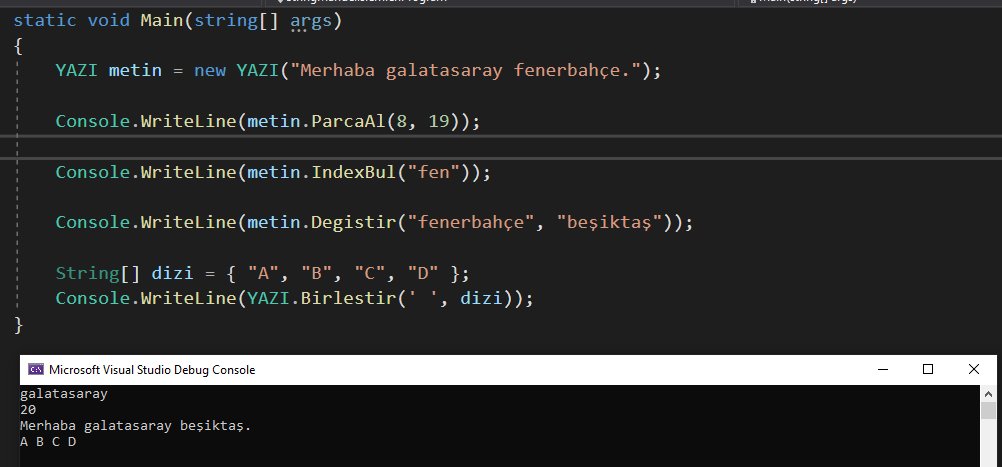 static void Main(string[] args)
{
YAZI metin = new YAZI("Merhaba galatasaray fenerbahçe.");
Console.WriteLine(metin.ParcaAl(8, 19));
Console.WriteLine(metin.IndexBul("fen"));
Console.WriteLine(metin.Degistir("fenerbahçe", "beşiktaş"));
String[] dizi = { "A", "B", "C", "D" };
Console.WriteLine(YAZI.Birlestir(' ', dizi));
}
Microsoft Visual Studio Debug Console
galatasaray
20
Merhaba galatasaray beşiktaş.
A B C D